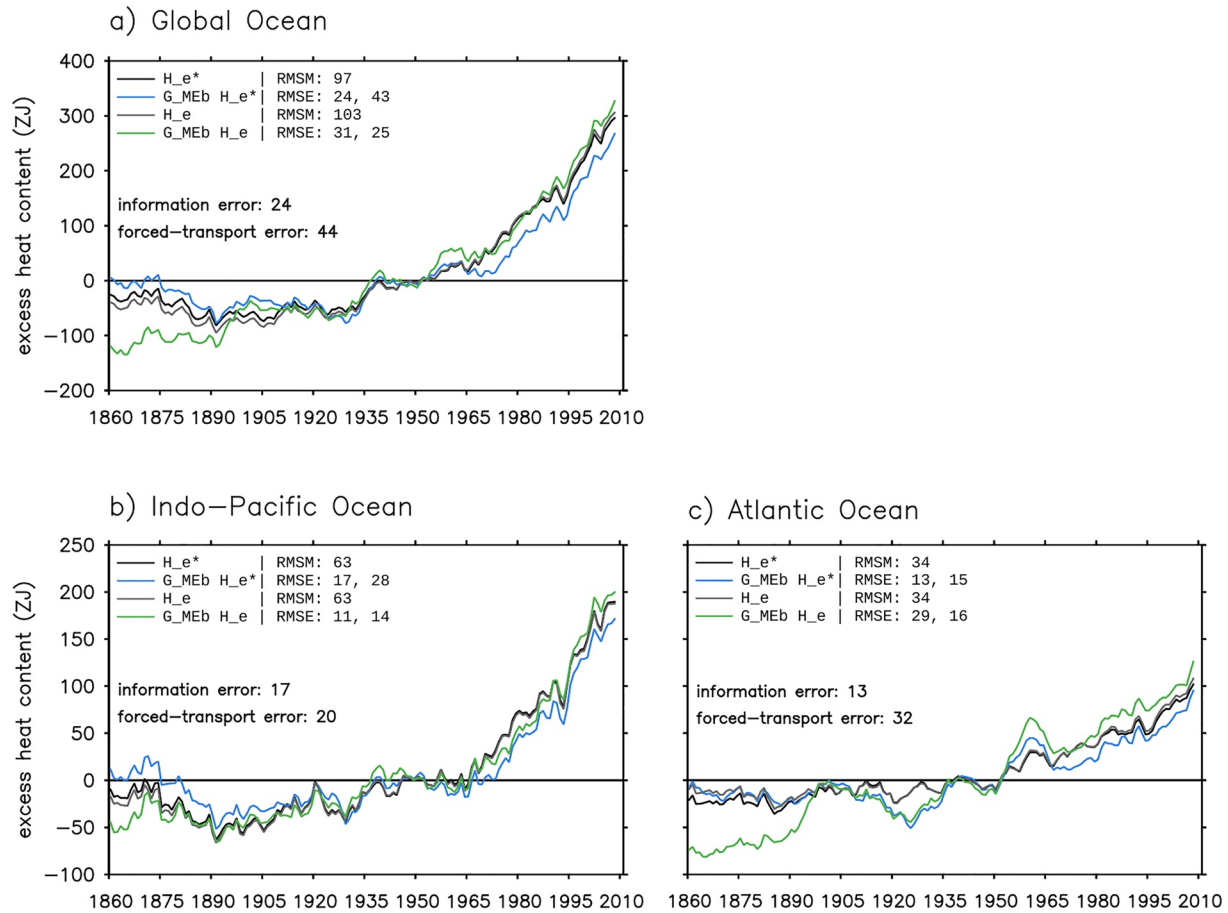 a) Global Ocean
excess heat content (ZJ)
400
300
200
100
0
−100
−200
H_e* | RMSM: 97
G_MEb H_e*| RMSE: 24, 43
H_e | RMSM: 103
G_MEb H_e | RMSE: 31, 25
information error: 24
forced−transport error: 44
1860 1875 1890 1905 1920 1935 1950 1965 1980 1995 2010
b) Indo−Pacific Ocean
excess heat content (ZJ)
250
200
150
100
50
0
−50
−100
H_e* | RMSM: 63
G_MEb H_e*| RMSE: 17, 28
H_e | RMSM: 63
G_MEb H_e | RMSE: 11, 14
information error: 17
forced−transport error: 20
1860 1875 1890 1905 1920 1935 1950 1965 1980 1995 2010
c) Atlantic Ocean
H_e* | RMSM: 34
G_MEb H_e*| RMSE: 13, 15
H_e | RMSM: 34
G_MEb H_e | RMSE: 29, 16
information error: 13
forced−transport error: 32
1860 1875 1890 1905 1920 1935 1950 1965 1980 1995 2010